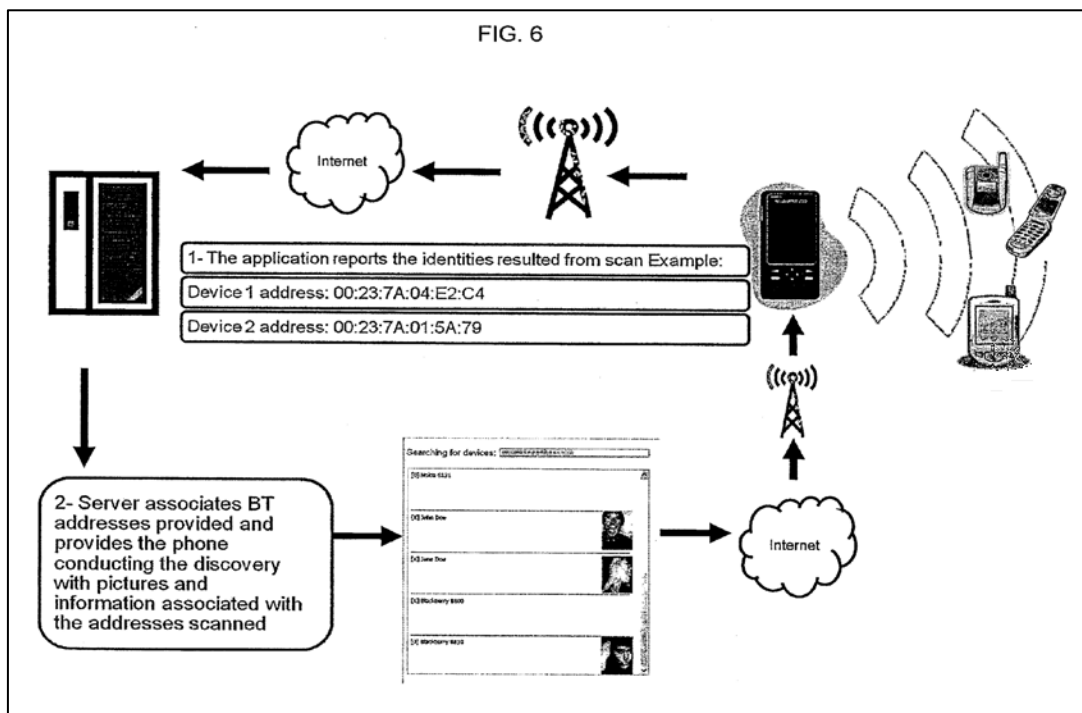 FIG. 6
Internet
1- The application reports the identities resulted from scan Example:
Device 1 address: 00:23:7A:04:E2:C4
Device 2 address: 00:23:7A:01:5A:79
Searching for devices:
2- Server associates BT
addresses provided and
provides the phone
conducting the discovery
with pictures and
information associated with
the addresses scanned
John Dow
Jane Dow
Blackberry
Blackberry
Internet